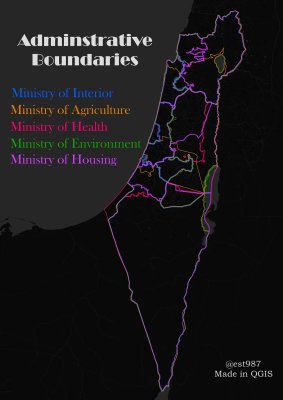 Adminstrative
Boundaries
Ministry of Interior
Ministry of Agriculture
Ministry of Health
Ministry of Environment
Ministry of Housing
@est987
Made in QGIS